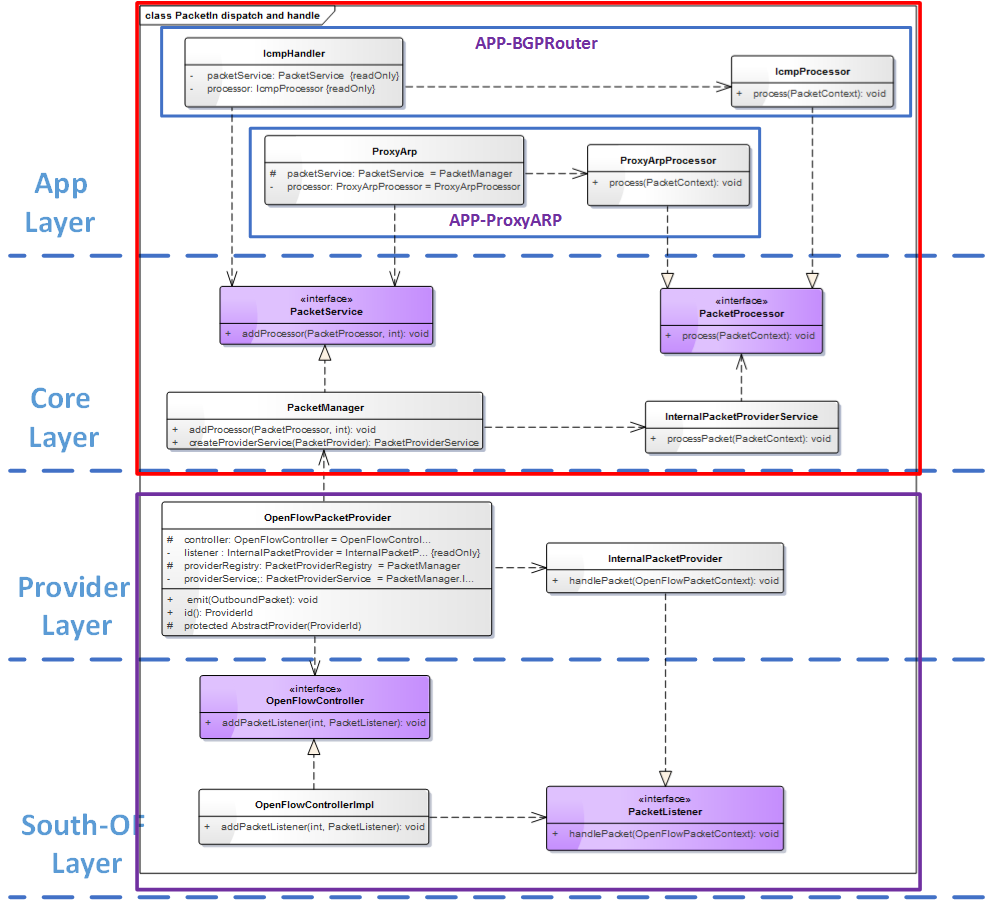 class PacketIn dispatch and handle
APP-BGPRouter
IcmpHandler
- packetService: PacketService {readOnly}
- processor: IcmpProcessor {readOnly}
IcmpProcessor
+ process(PacketContext): void
ProxyArp
# packetService: PacketService = PacketManager
- processor: ProxyArpProcessor = ProxyArpProcessor
ProxyArpProcessor
+ process(PacketContext): void
APP-ProxyARP
App
Layer
«interface»
PacketService
+ addProcessor(PacketProcessor, int): void
«interface»
PacketProcessor
+ process(PacketContext): void
Core
Layer
PacketManager
+ addProcessor(PacketProcessor, int): void
+ createProviderService(PacketProvider): PacketProviderService
InternalPacketProviderService
+ processPacket(PacketContext): void
OpenFlowPacketProvider
# controller: OpenFlowController = OpenFlowControl...
- listener : InternalPacketProvider = InternalPacketP... {readOnly}
# providerRegistry: PacketProviderRegistry = PacketManager
- providerService,: PacketProviderService = PacketManager.I...
+ emit(OutboundPacket): void
+ id(): ProviderId
# protected AbstractProvider(ProviderId)
InternalPacketProvider
+ handlePacket(OpenFlowPacketContext): void
Provider
Layer
«interface»
OpenFlowController
+ addPacketListener(int, PacketListener): void
OpenFlowControllerImpl
+ addPacketListener(int, PacketListener): void
«interface»
PacketListener
+ handlePacket(OpenFlowPacketContext): void
South-OF
Layer